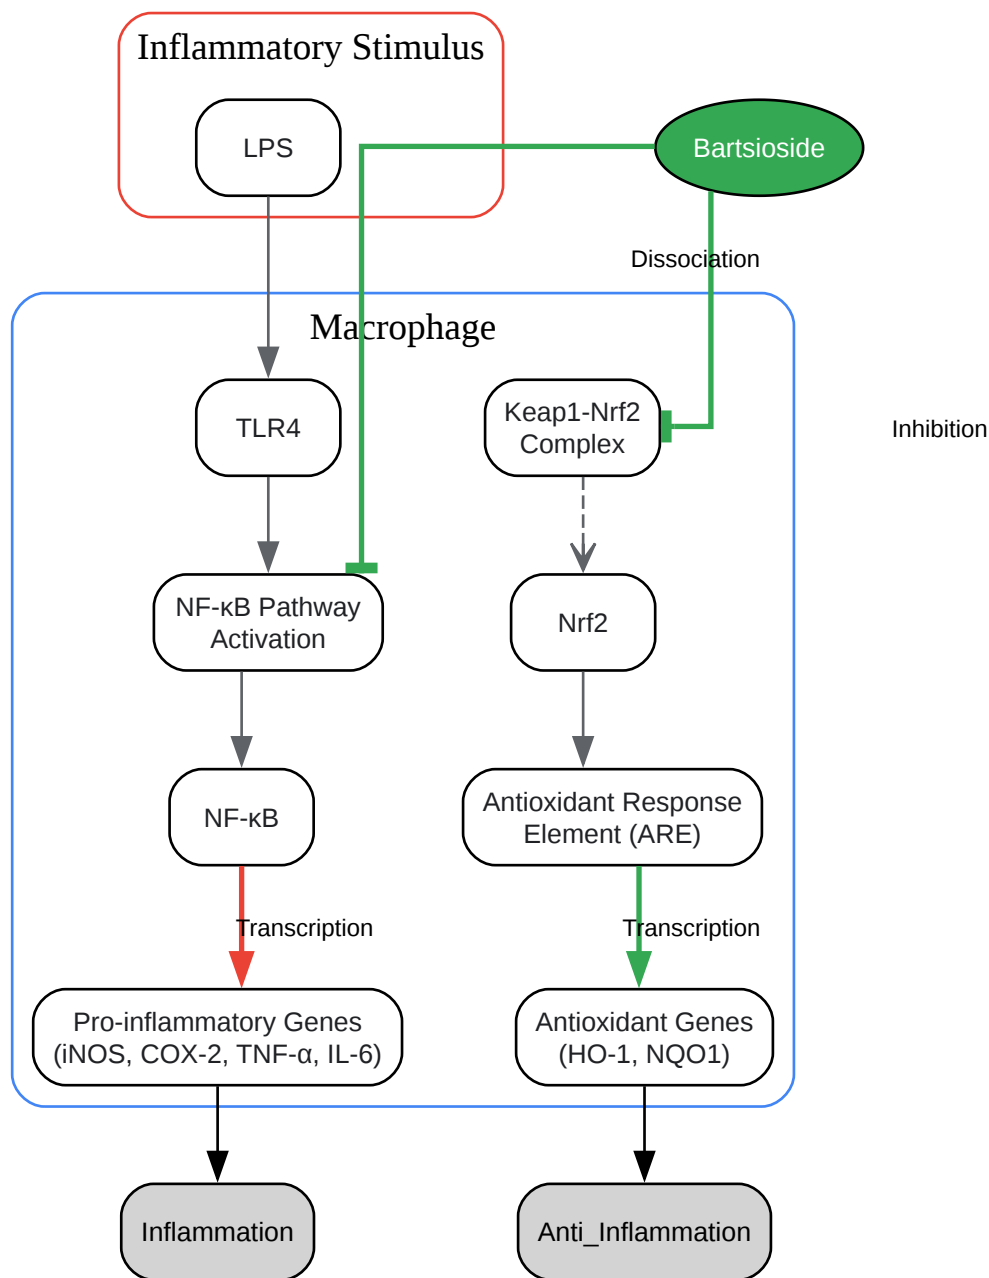 Inflammatory Stimulus
LPS
Bartsioside
Dissociation
Macrophage
TLR4
Keap1-Nrf2
Complex
Inhibition
NF-κB Pathway
Activation
Nrf2
NF-κB
Antioxidant Response
Element (ARE)
Transcription
Transcription
Pro-inflammatory Genes
(iNOS, COX-2, TNF-α, IL-6)
Antioxidant Genes
(HO-1, NQO1)
Inflammation
Anti_Inflammation